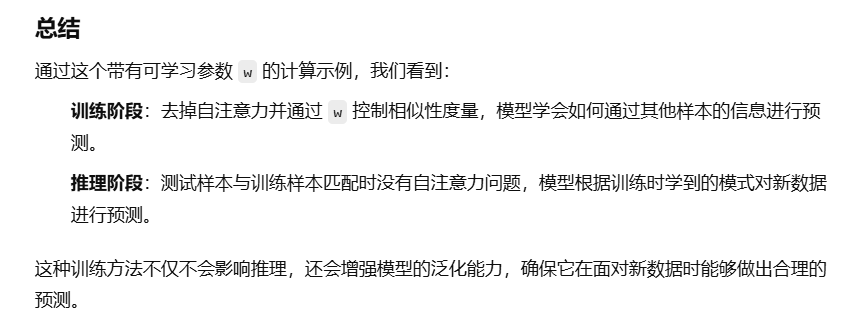 总结
通过这个带有可学习参数 w 的计算示例，我们看到：
训练阶段：去掉自注意力并通过 w 控制相似性度量，模型学会如何通过其他样本的信息进行预
测。
推理阶段：测试样本与训练样本匹配时没有自注意力问题，模型根据训练时学到的模式对新数据
进行预测。
这种训练方法不仅不会影响推理，还会增强模型的泛化能力，确保它在面对新数据时能够做出合理的
预测。